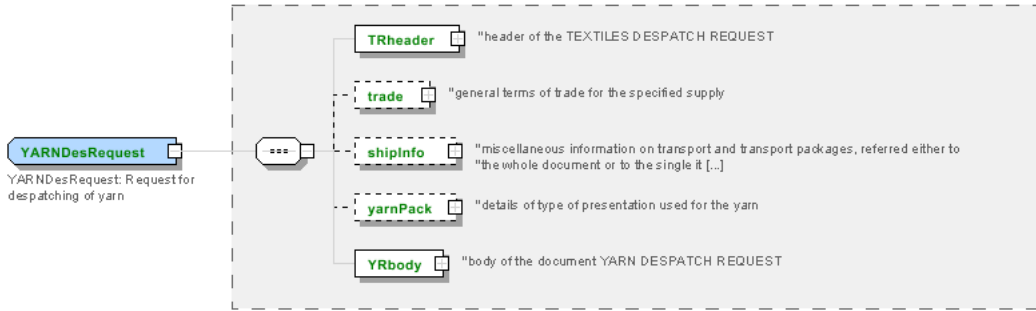 TRheader
"header of the TEXTILES DESPATCH REQUEST
trade
"general terms of trade for the specified supply
YARNDesRequest
YARNDesRequest: Request for
despatching of yarn
shipInfo
"miscellaneous information on transport and transport packages, referred either to
"the whole document or to the single it [...]
yarnPack
"details of type of presentation used for the yarn
YRbody
"body of the document YARN DESPATCH REQUEST